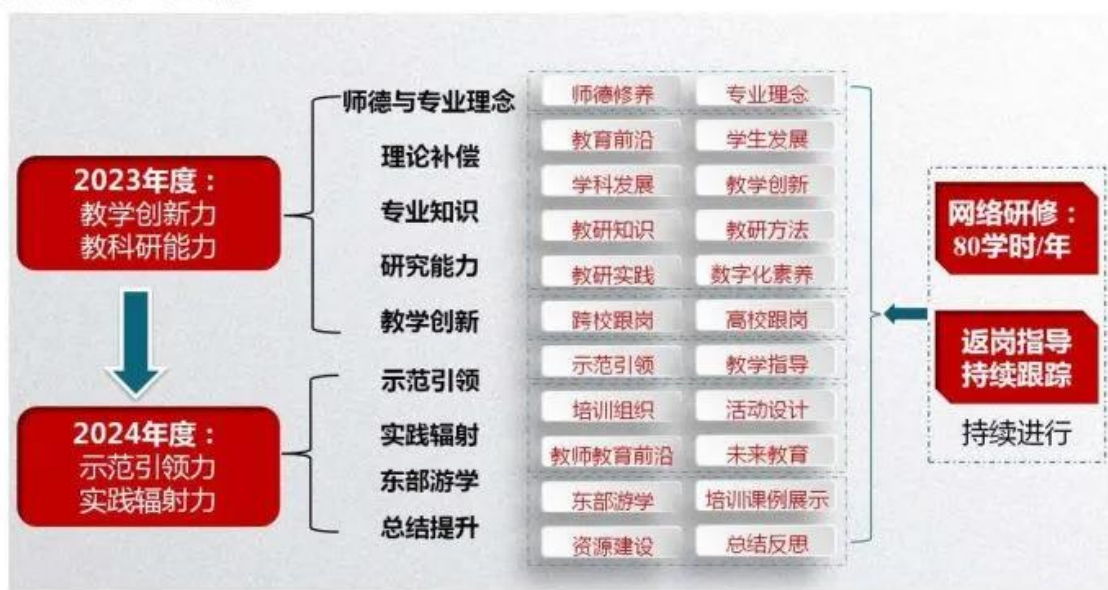 2023年度：
教学创新力
教科研能力
2024年度：
示范引领力
实践辐射力
师德与专业理念
理论补偿
专业知识
研究能力
教学创新
示范引领
实践辐射
东部游学
总结提升
师德修养 专业理念
教育前沿 学生发展
学科发展 教学创新
教研知识 教研方法
教研实践 数字化素养
跨校跟岗 高校跟岗
示范引领 教学指导
培训组织 活动设计
教师教育前沿 未来教育
东部游学 培训课例展示
资源建设 总结反思
网络研修：
80学时/年
返岗指导
持续跟踪
持续进行